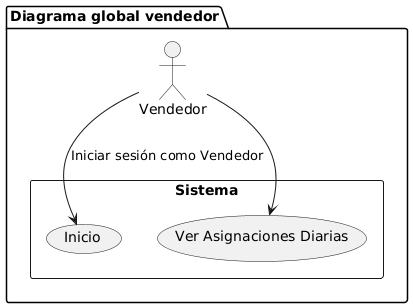 Diagrama global vendedor
Vendedor
Iniciar sesión como Vendedor
Sistema
Inicio
Ver Asignaciones Diarias